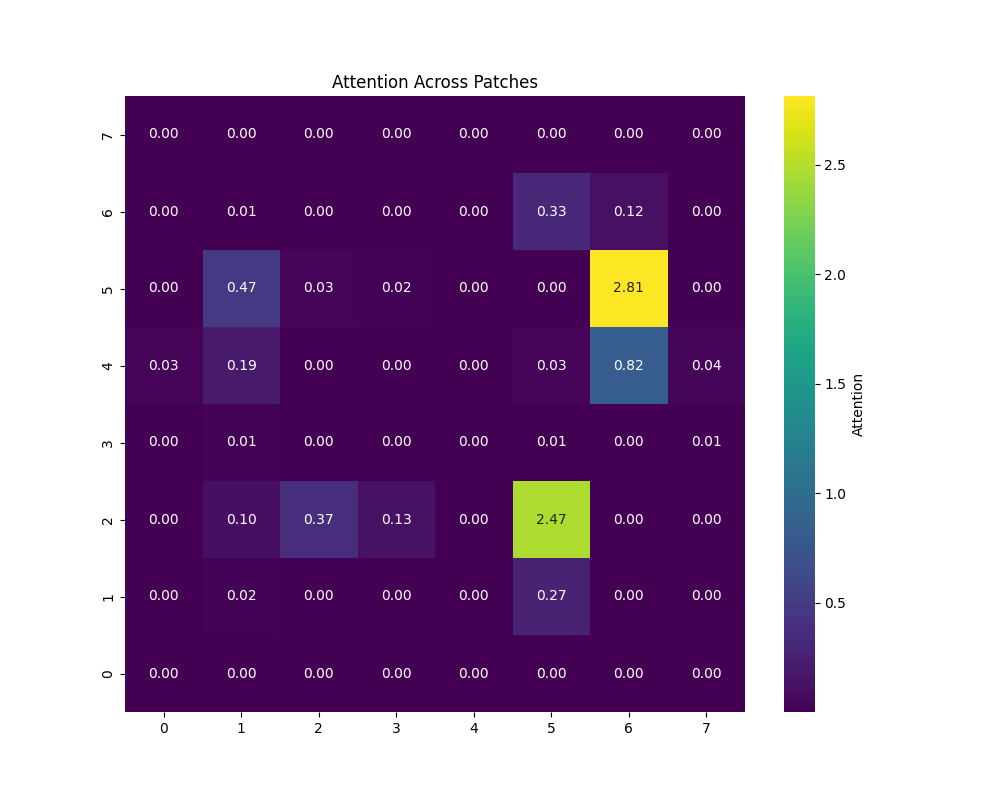 Attention Across Patches
7 0.00 0.00 0.00 0.00 0.00 0.00 0.00 0.00
2.5
6 0.00 0.01 0.00 0.00 0.00 0.33 0.12 0.00
2.0
5 0.00 0.47 0.03 0.02 0.00 0.00 2.81 0.00
4 0.03 0.19 0.00 0.00 0.00 0.03 0.82 0.04
1.5
Attention
3 0.00 0.01 0.00 0.00 0.00 0.01 0.00 0.01
1.0
2 0.00 0.10 0.37 0.13 0.00 2.47 0.00 0.00
1 0.00 0.02 0.00 0.00 0.00 0.27 0.00 0.00
0.5
0 0.00 0.00 0.00 0.00 0.00 0.00 0.00 0.00
0 1 2 3 4 5 6 7